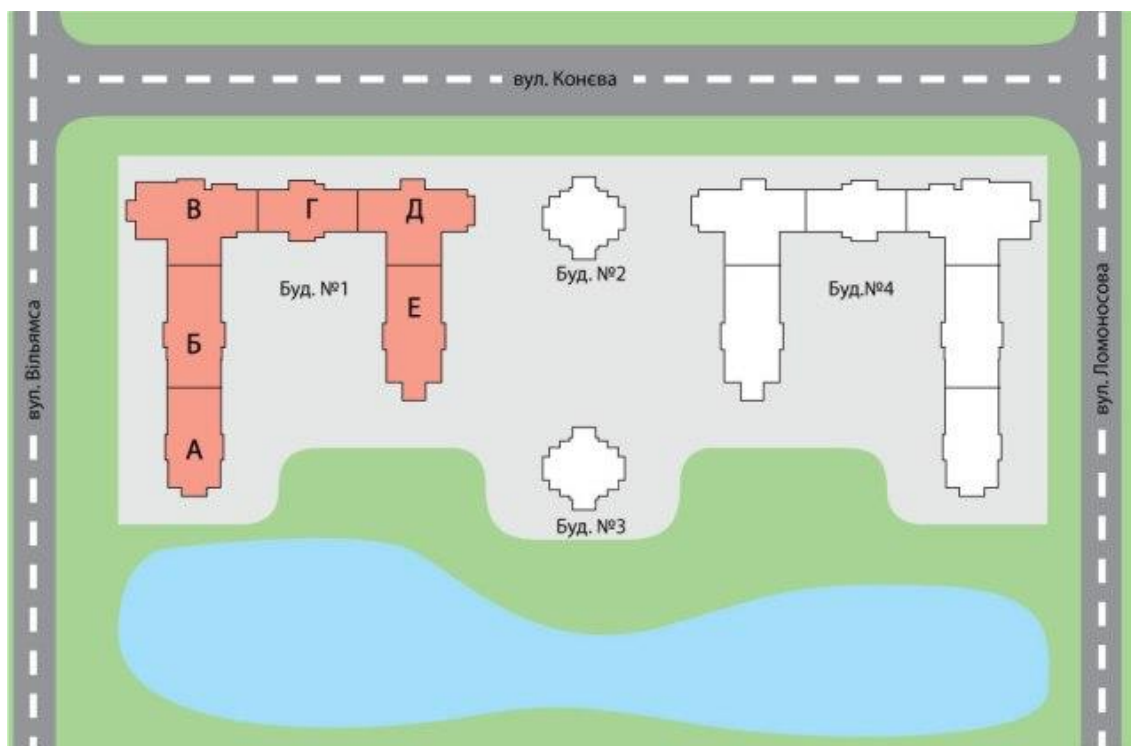 вул. Конєва
В
Г
Д
Буд. №2
Буд. №1
Буд.№4
Е
Б
вул. Вільямса
вул. Ломоносова
А
Буд. №3